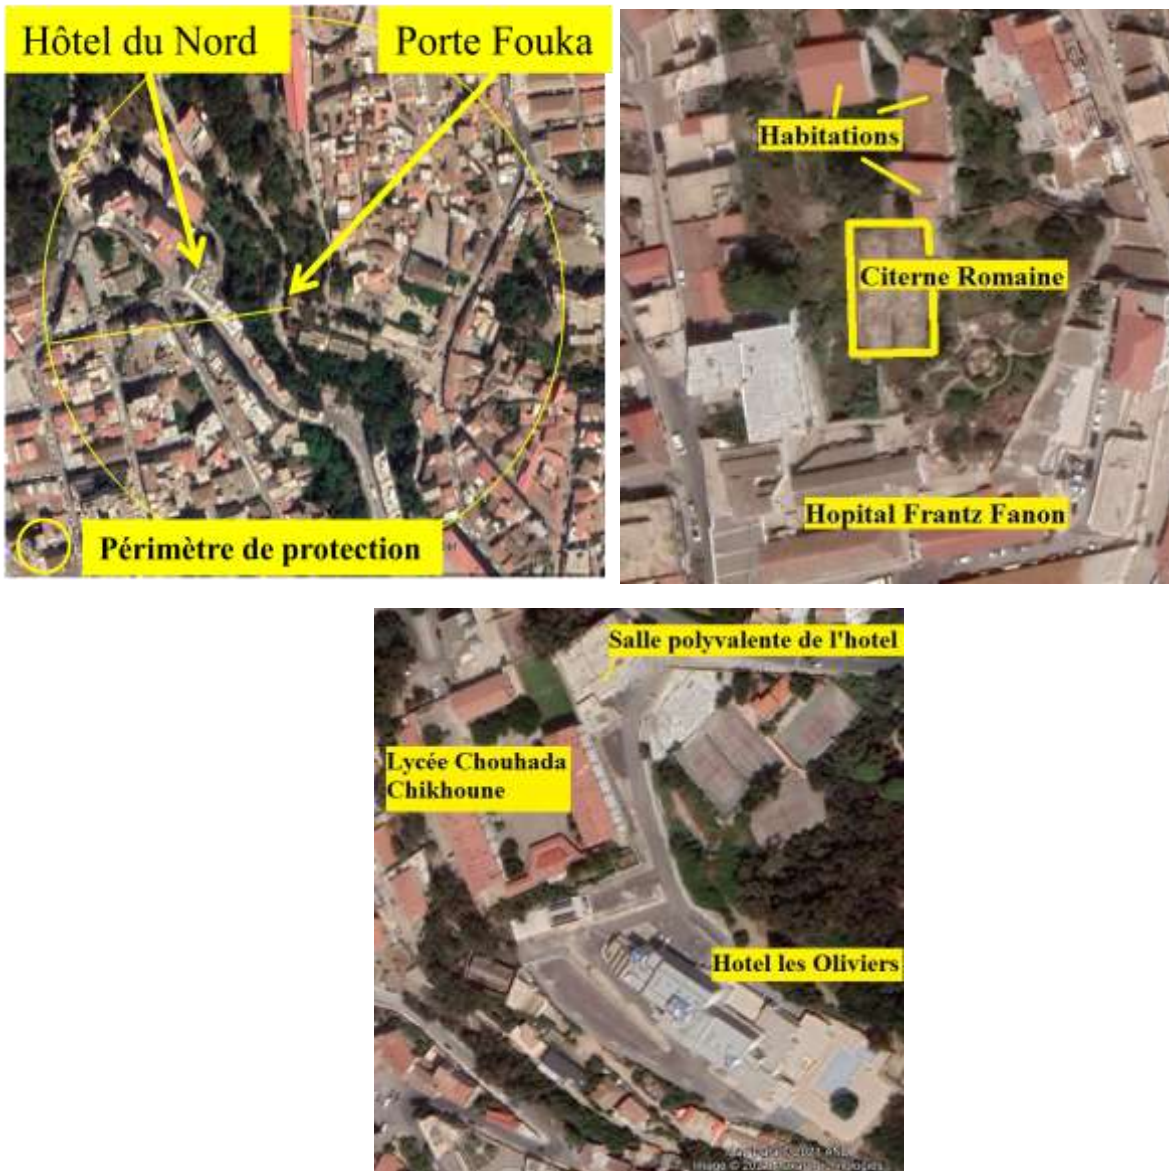 Hôtel du Nord
Porte Fouka
Périmètre de protection
Habitations
Citerne Romaine
Hopital Frantz Fanon
Salle polyvalente de l'hotel
Lycée Chouhada
Chikhoune
Hotel les Oliviers